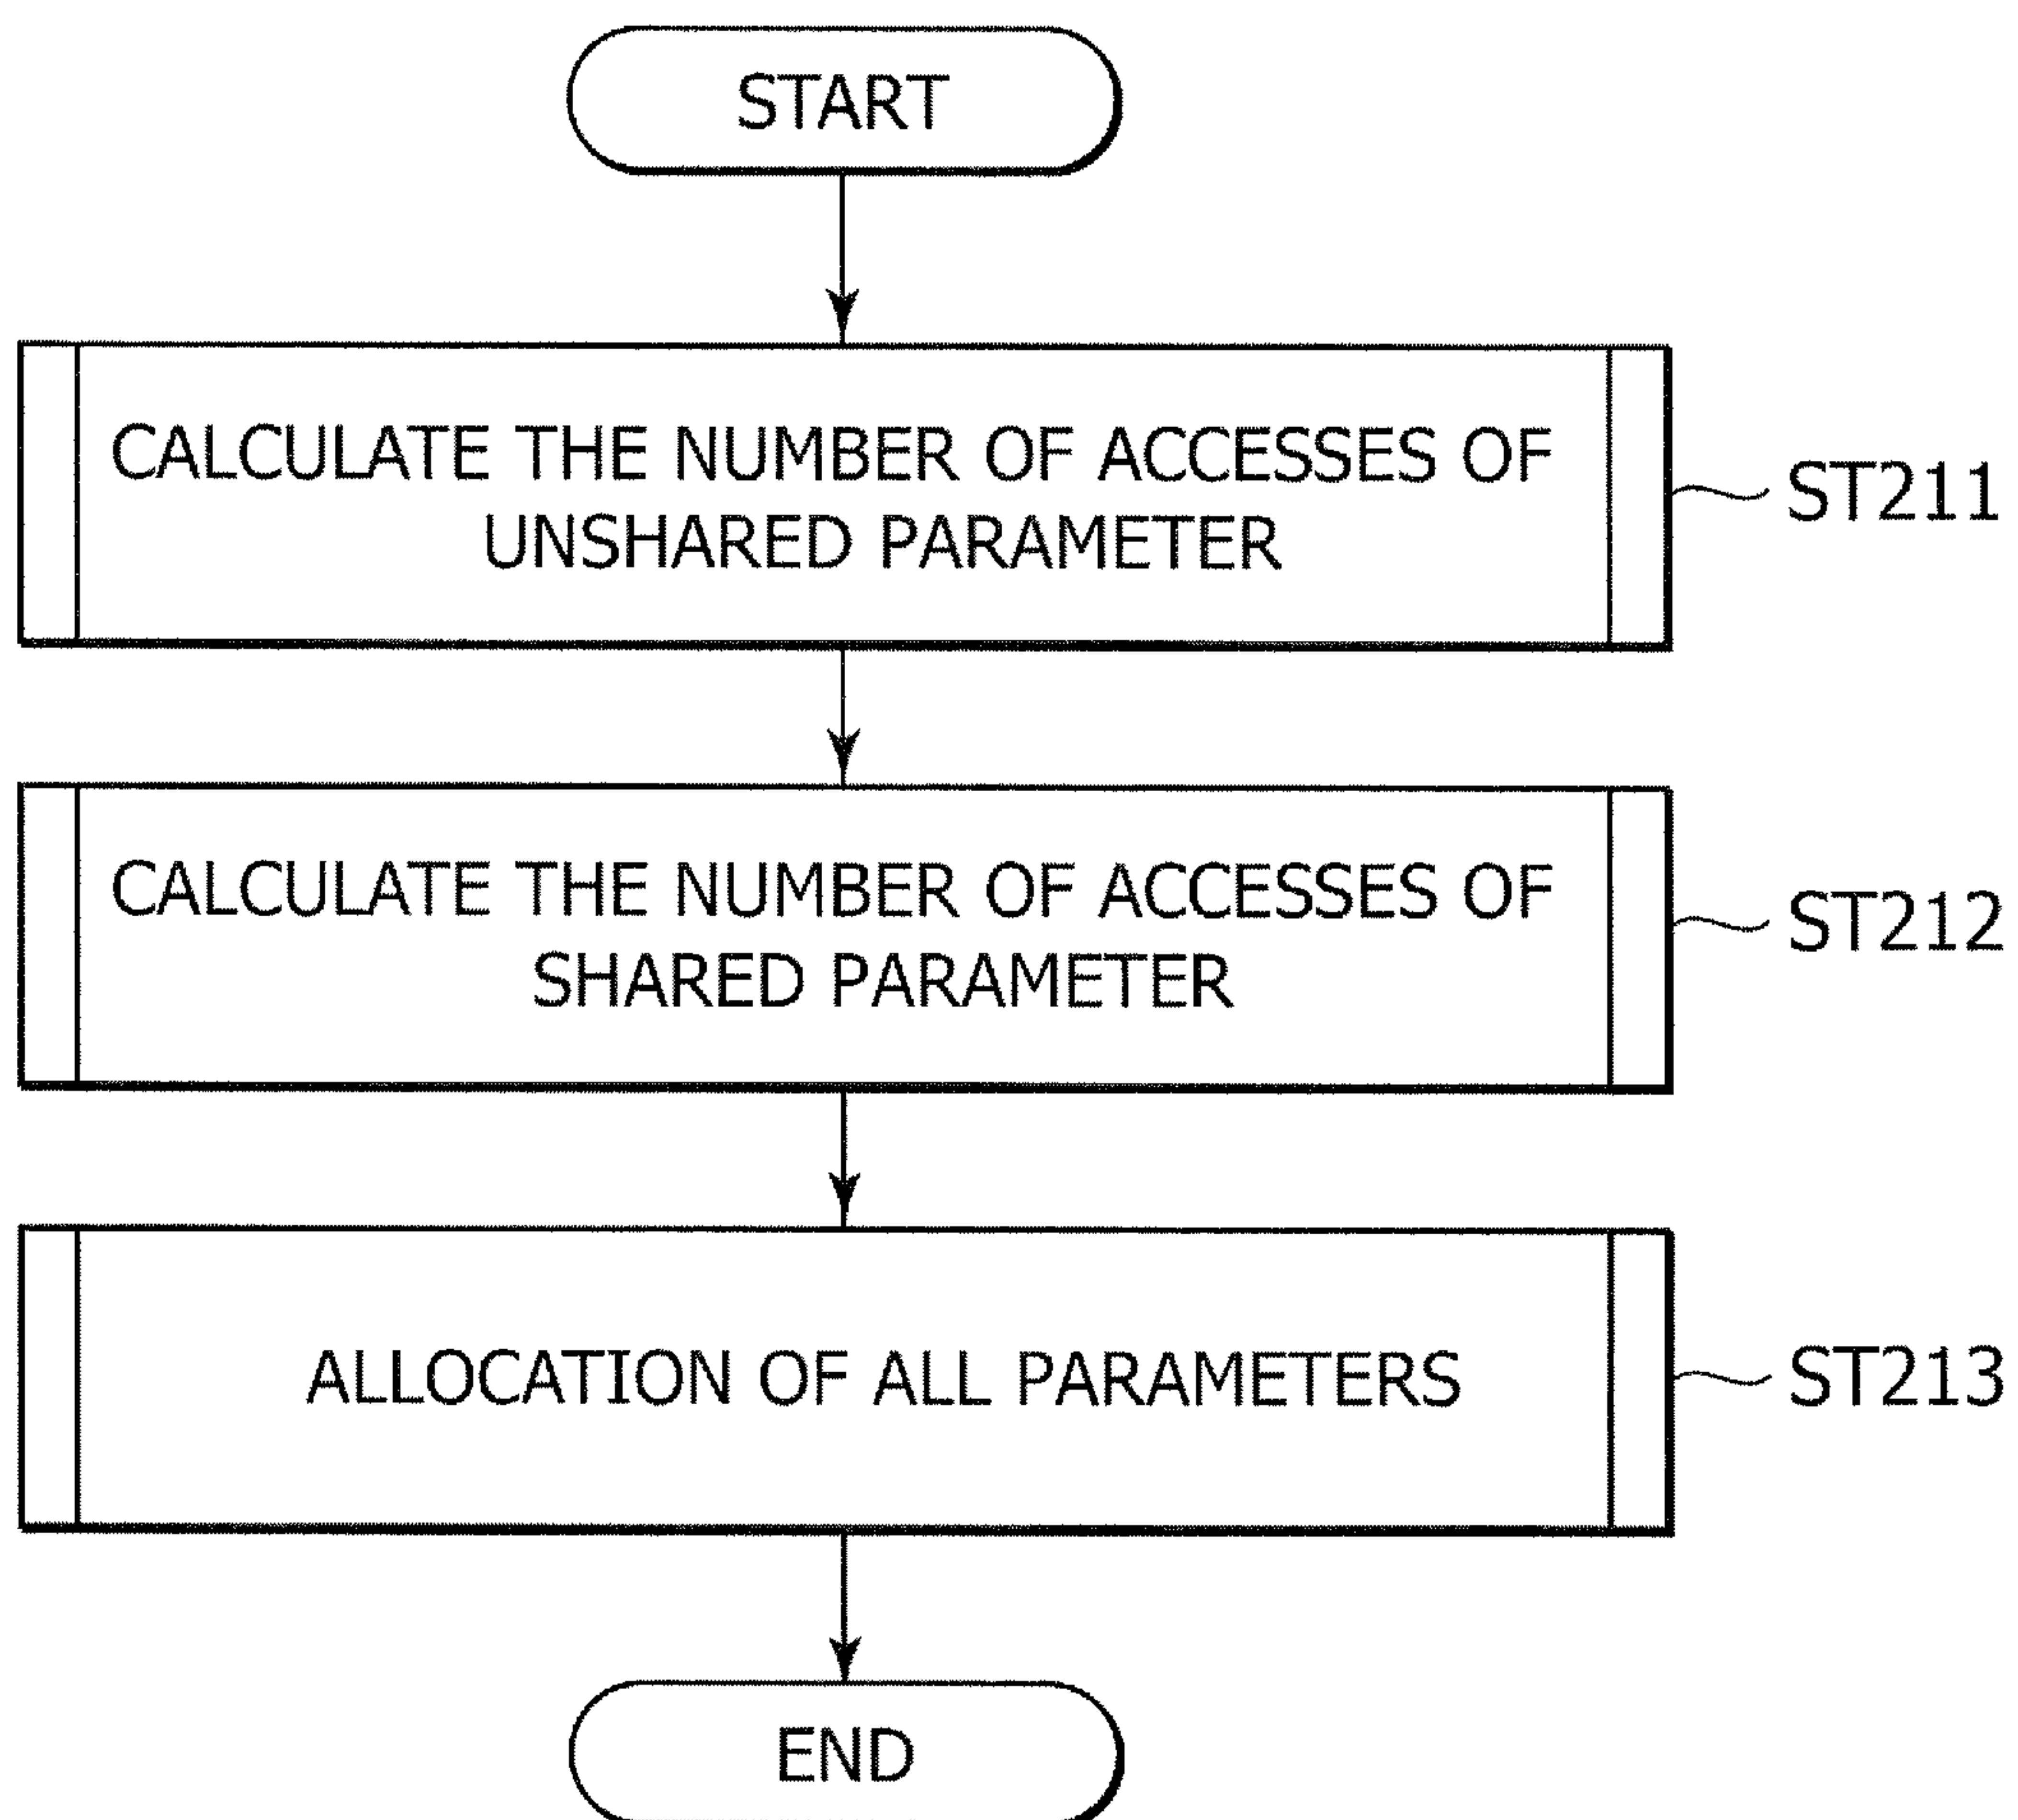 START
CALCULATE THE NUMBER OF ACCESSES OF
UNSHARED PARAMETER
ST211
CALCULATE THE NUMBER OF ACCESSES OF
SHARED PARAMETER
ST212
ALLOCATION OF ALL PARAMETERS
ST213
END